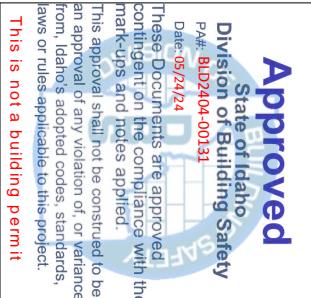 Approved
State of Idaho
Division of Building Safety
PA#: BLD2404-00131
Date: 05/24/24
These Documents are approved
contingent on the compliance with the
mark-ups and notes applied.
This approval shall not be construed to be
an approval of any violation of, or variance
from, Idaho's adopted codes, standards,
laws or rules applicable to this project.
This is not a building permit